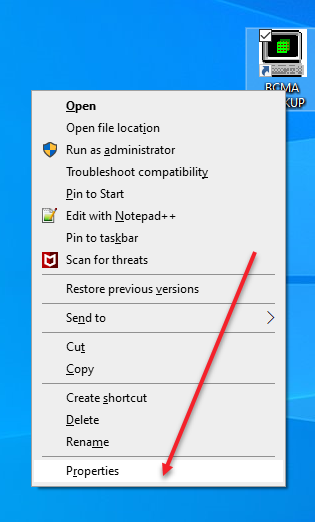 BCMA
KUP
Open
Open file location
Run as administrator
Troubleshoot compatibility
Pin to Start
Edit with Notepad++
Pin to taskbar
Scan for threats
Restore previous versions
Send to
Cut
Copy
Create shortcut
Delete
Rename
Properties